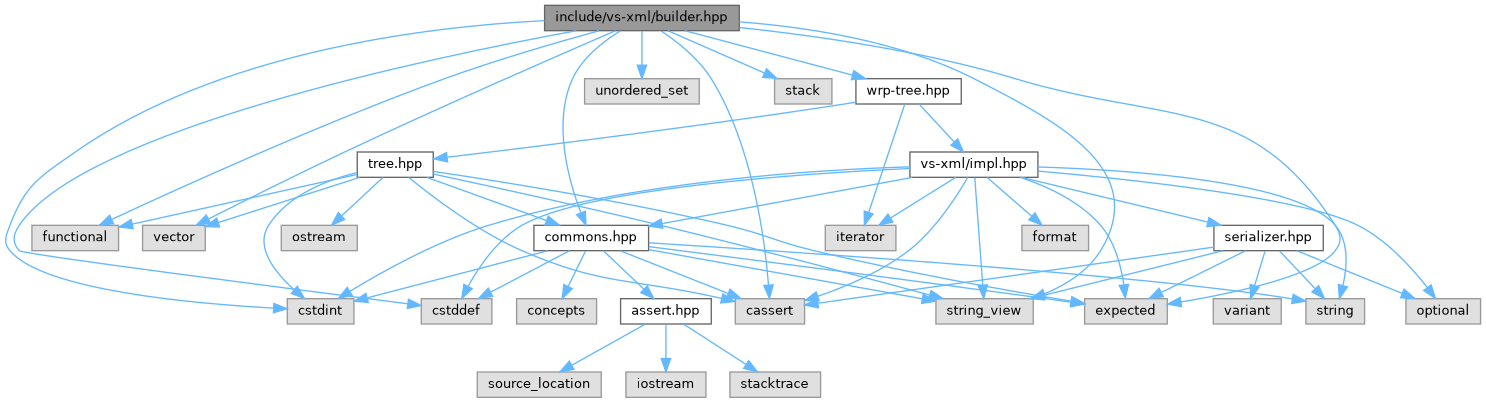 include/vs-xml/builder.hpp
unordered_set
stack
wrp-tree.hpp
tree.hpp
vs-xml/impl.hpp
functional
vector
ostream
commons.hpp
iterator
format
serializer.hpp
cstdint
cstddef
concepts
assert.hpp
cassert
string_view
expected
variant
string
optional
source_location
iostream
stacktrace